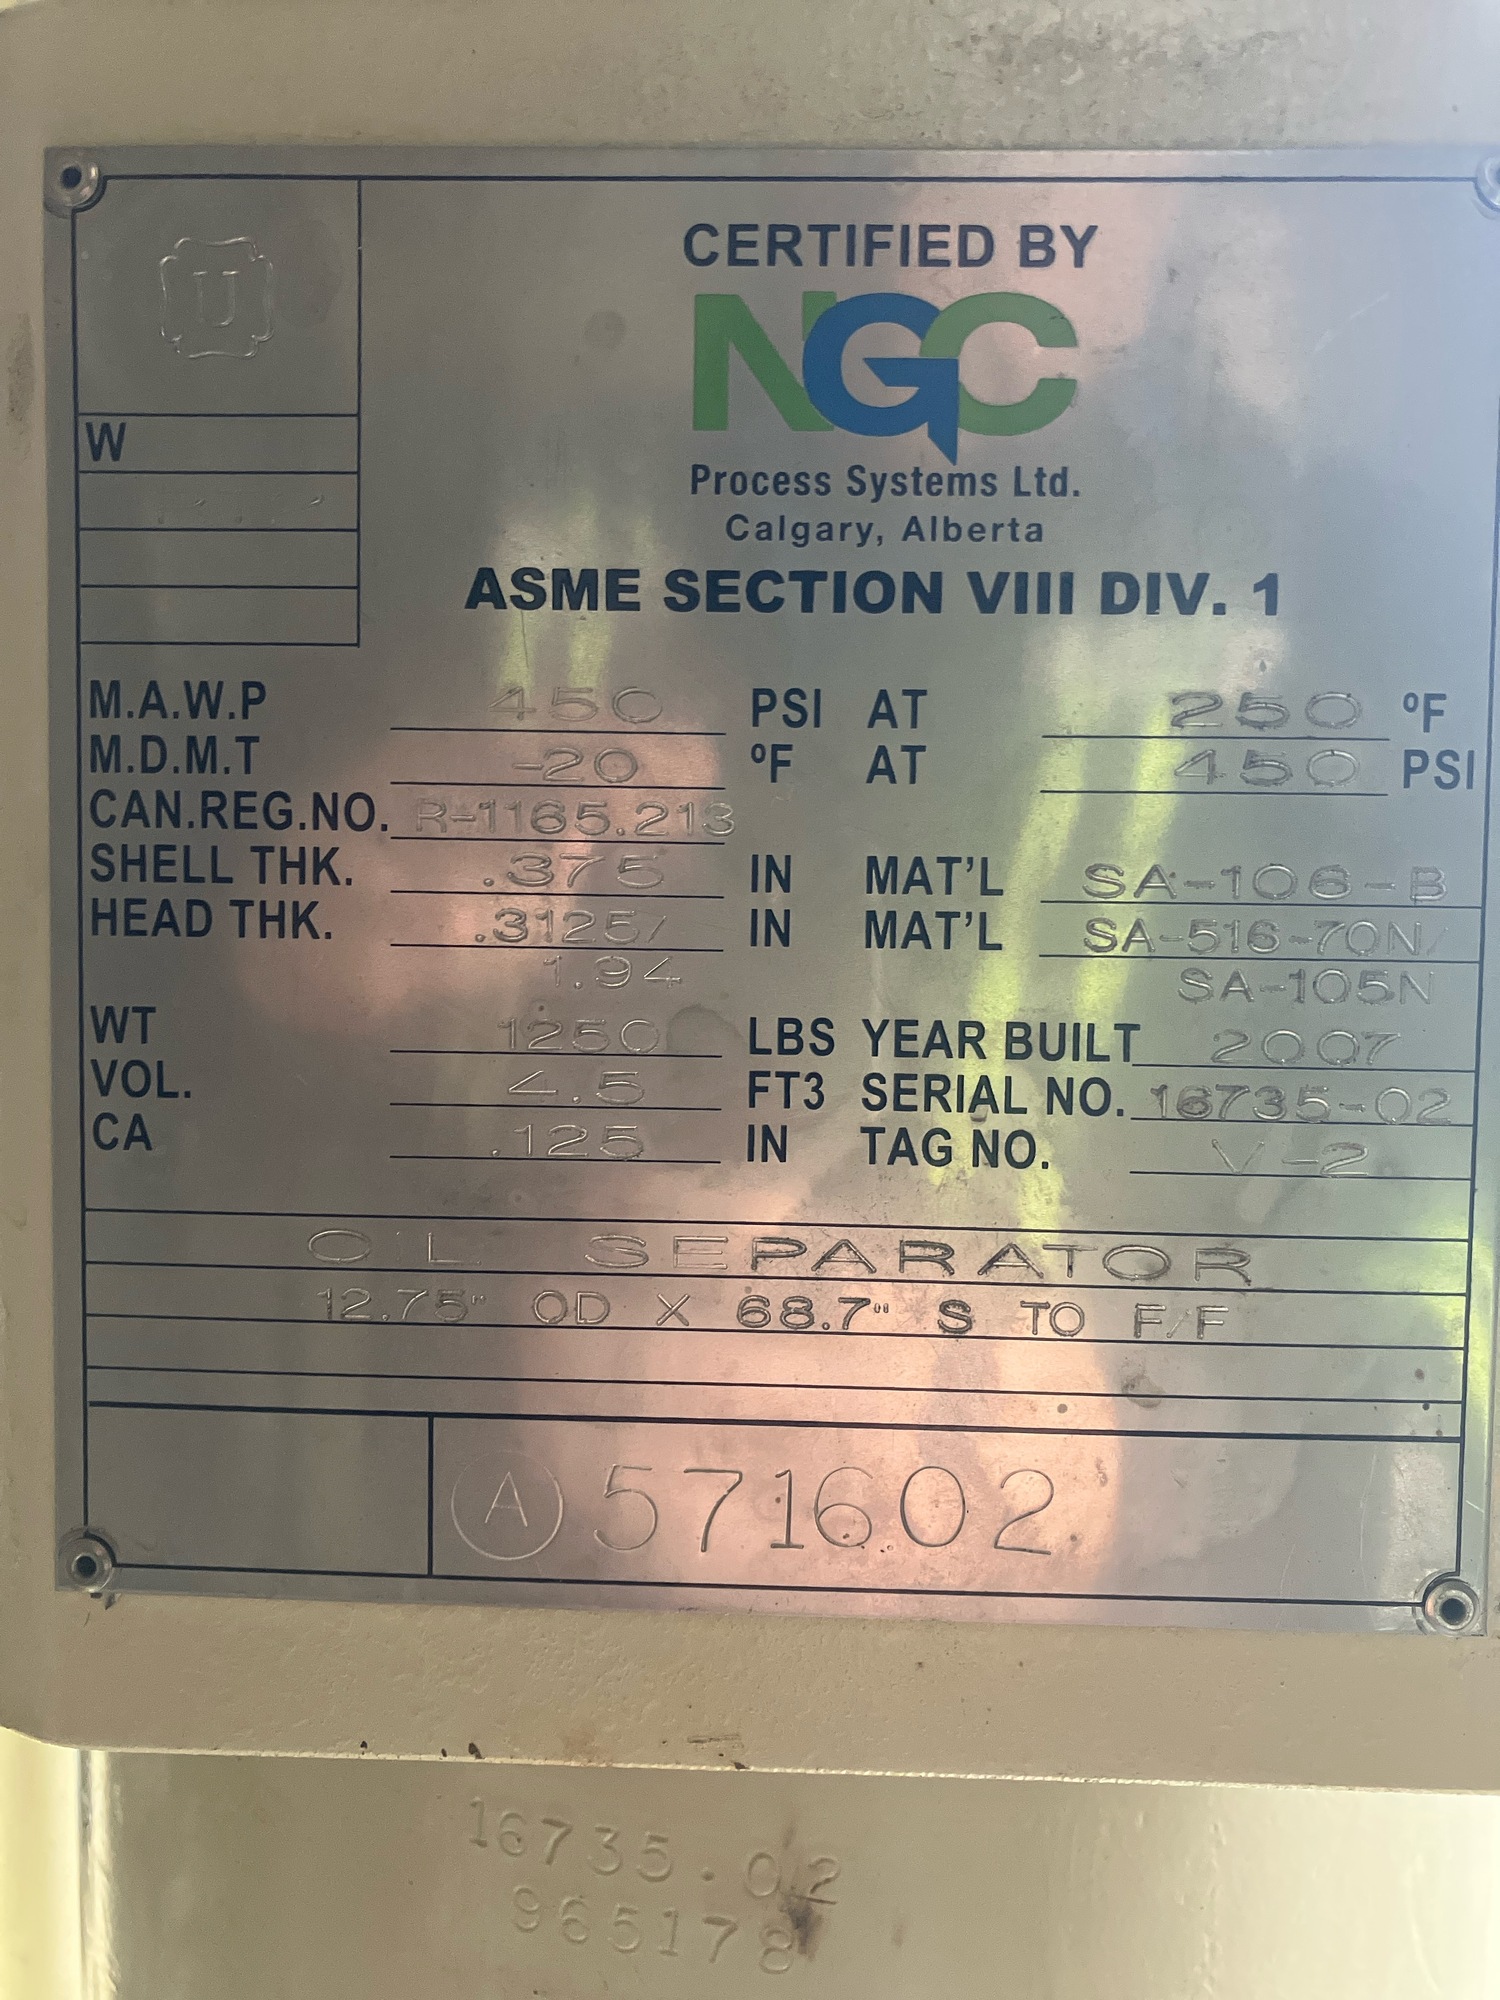 U
CERTIFIED BY
NGC
W
Process Systems Ltd.
Calgary, Alberta
ASME SECTION VIII DIV. 1
M.A.W.P 450 PSI AT 250 ºF
M.D.M.T -20 ºF AT 450 PSI
CAN.REG.NO. R-1165.213
SHELL THK. .375 IN MAT'L SA-106-B
HEAD THK. .3125/ IN MAT'L SA-516-70N/
1.94 SA-105N
WT 1250 LBS YEAR BUILT 2007
VOL. 4.5 FT3 SERIAL NO. 16735-02
CA .125 IN TAG NO. V-2
OIL SEPARATOR
12.75" OD X 68.7" S TO F/F
A 571602
16735.02
965178